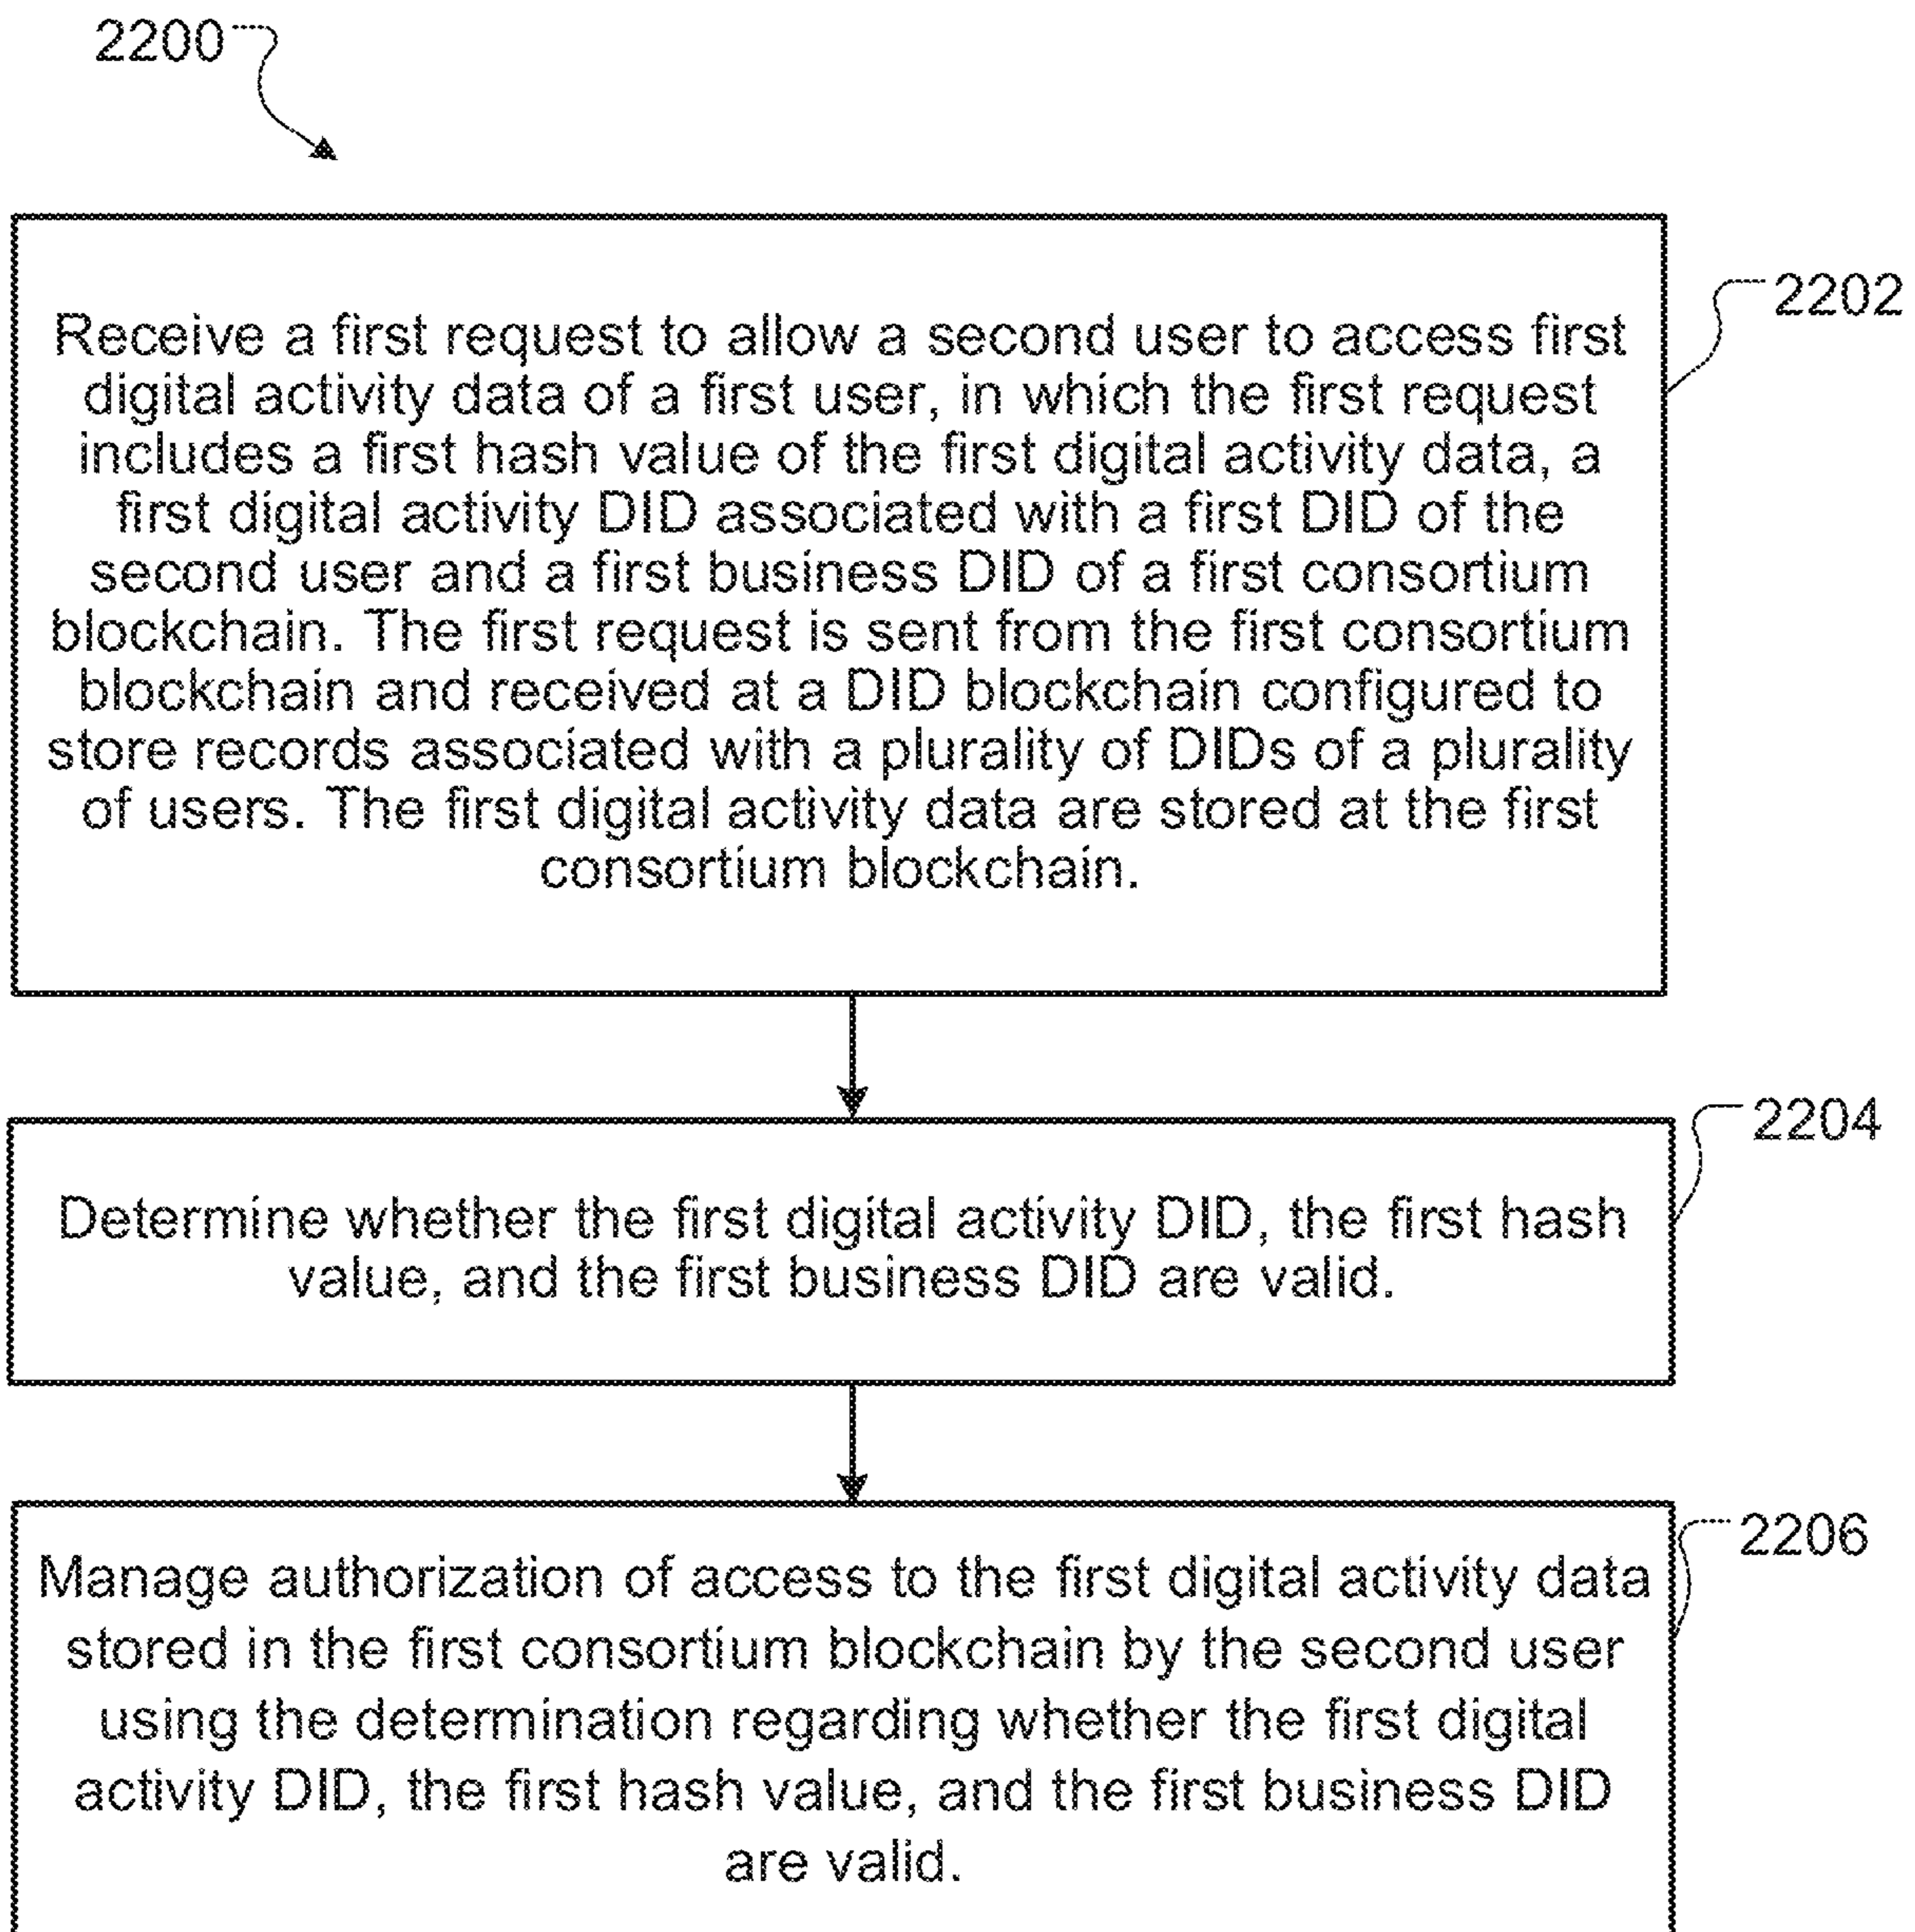 2200
2202
Receive a first request to allow a second user to access first
digital activity data of a first user, in which the first request
includes a first hash value of the first digital activity data, a
first digital activity DID associated with a first DID of the
second user and a first business DID of a first consortium
blockchain. The first request is sent from the first consortium
blockchain and received at a DID blockchain configured to
store records associated with a plurality of DIDs of a plurality
of users. The first digital activity data are stored at the first
consortium blockchain.
2204
Determine whether the first digital activity DID, the first hash
value, and the first business DID are valid.
2206
Manage authorization of access to the first digital activity data
stored in the first consortium blockchain by the second user
using the determination regarding whether the first digital
activity DID, the first hash value, and the first business DID
are valid.